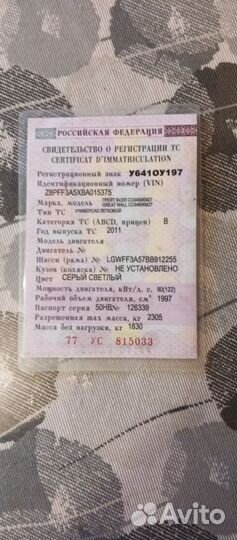 РОССИЙСКАЯ ФЕДЕРАЦИЯ
СВИДЕТЕЛЬСТВО О РЕГИСТРАЦИИ ТС
CERTIFICAT D'IMMATRICULATION
Регистрационный знак У641ОУ197
Идентификационный номер (VIN)
Z8PFF3A5XBA015375
Марка, модель ГРЕЙТ ВОЛЛ CC6460KM27
GREAT WALL CC6460KM27
Тип ТС УНИВЕРСАЛ ЛЕГКОВОЙ
Категория ТС (ABCD, прицеп) B
Год выпуска ТС 2011
Модель двигателя
Двигатель №
Шасси (рама) № LGWFF3A57BB912255
Кузов (коляска) № НЕ УСТАНОВЛЕНО
Цвет СЕРЫЙ СВЕТЛЫЙ
Мощность двигателя, кВт/л. с. 90(122)
Рабочий объем двигателя, см³ 1997
Паспорт серия 50НВ № 126339
Разрешенная max масса, кг 2305
Масса без нагрузки, кг 1830
77 УС 815033
Avito